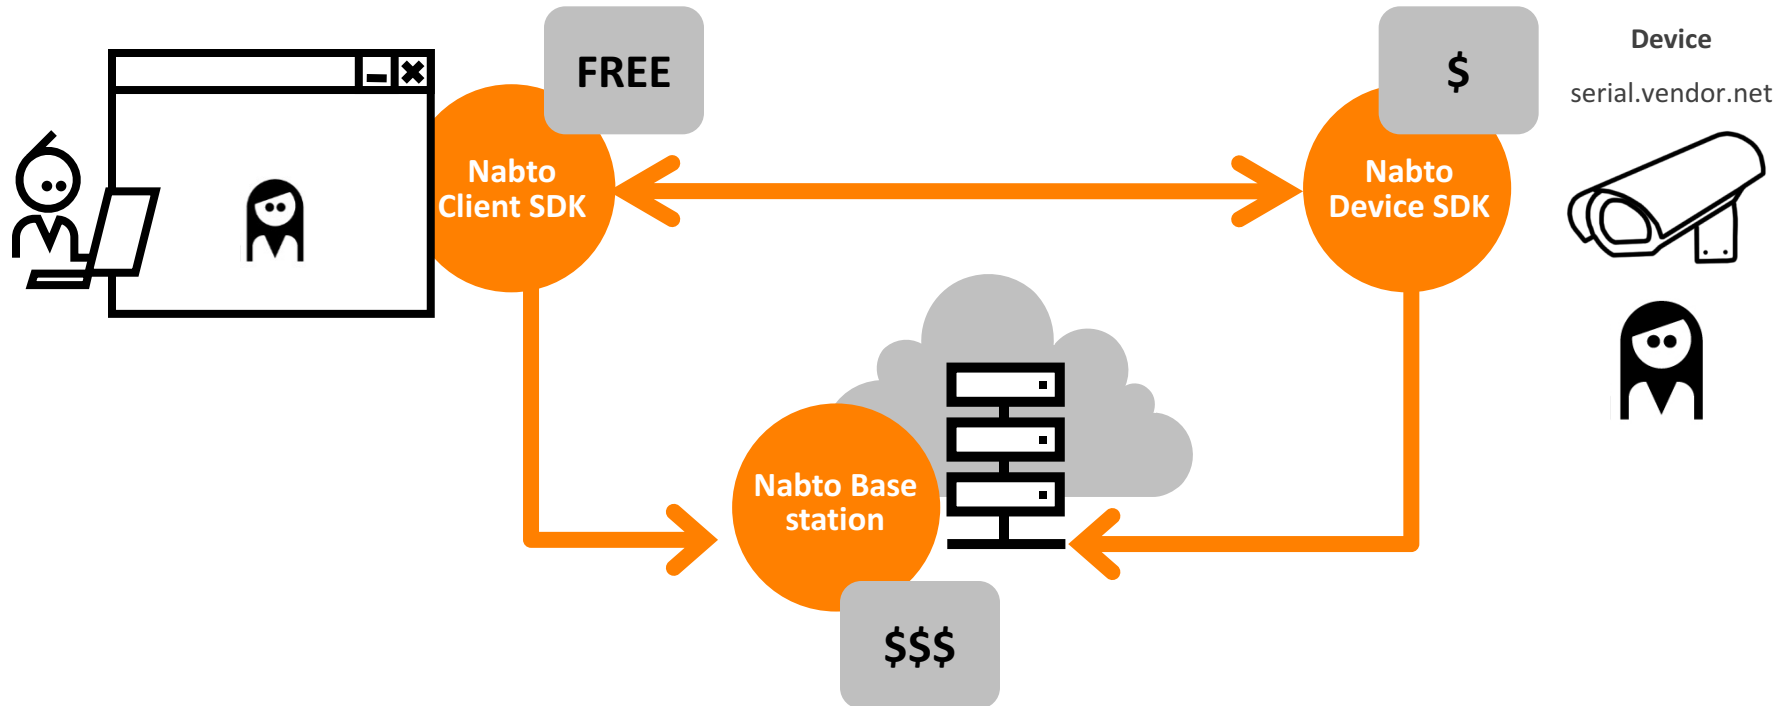 FREE
$
Device
serial.vendor.net
Nabto
Client SDK
Nabto
Device SDK
Nabto Base
station
$$$